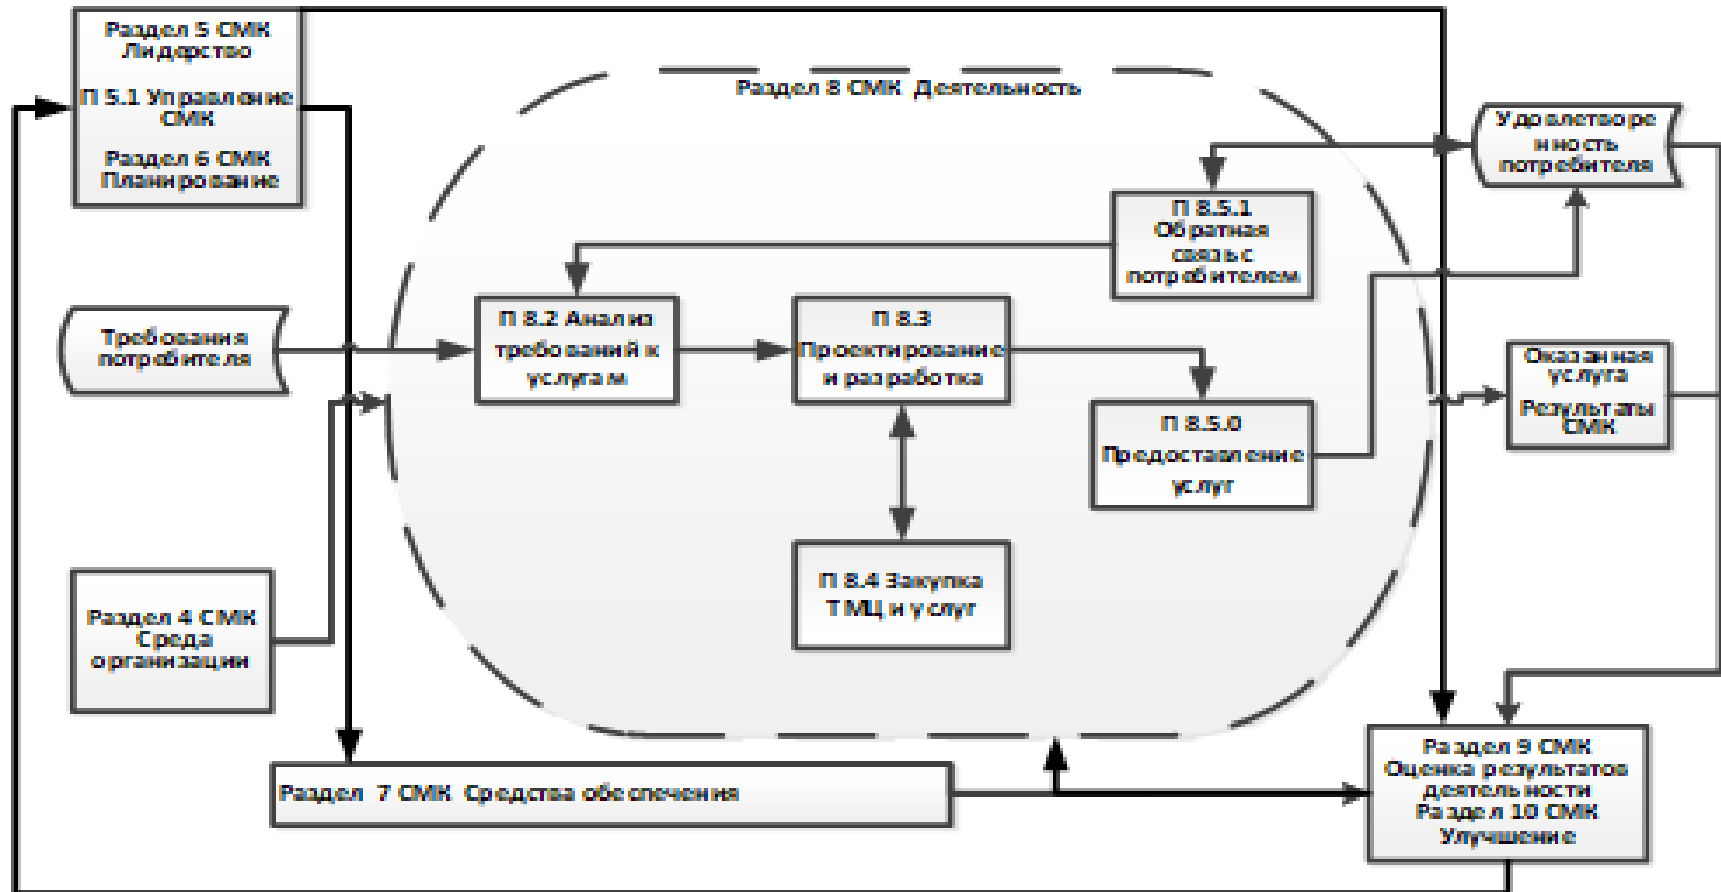 Раздел 5 СМК
Лидерство
П 5.1 Управление
СМК
Раздел 6 СМК
Планирование
Раздел 8 СМК Деятельность
Удовлетворе
нность
потребителя
П 8.5.1
Обратная
связь с
потребителем
Требования
потребителя
П 8.2 Анализ
требований к
услугам
П 8.3
Проектирование
и разработка
Оказанная
услуга
Результаты
СМК
П 8.5.0
Предоставление
услуг
П 8.4 Закупка
ТМЦ и услуг
Раздел 4 СМК
Среда
организации
Раздел 7 СМК Средства обеспечения
Раздел 9 СМК
Оценка результатов
деятельности
Раздел 10 СМК
Улучшение